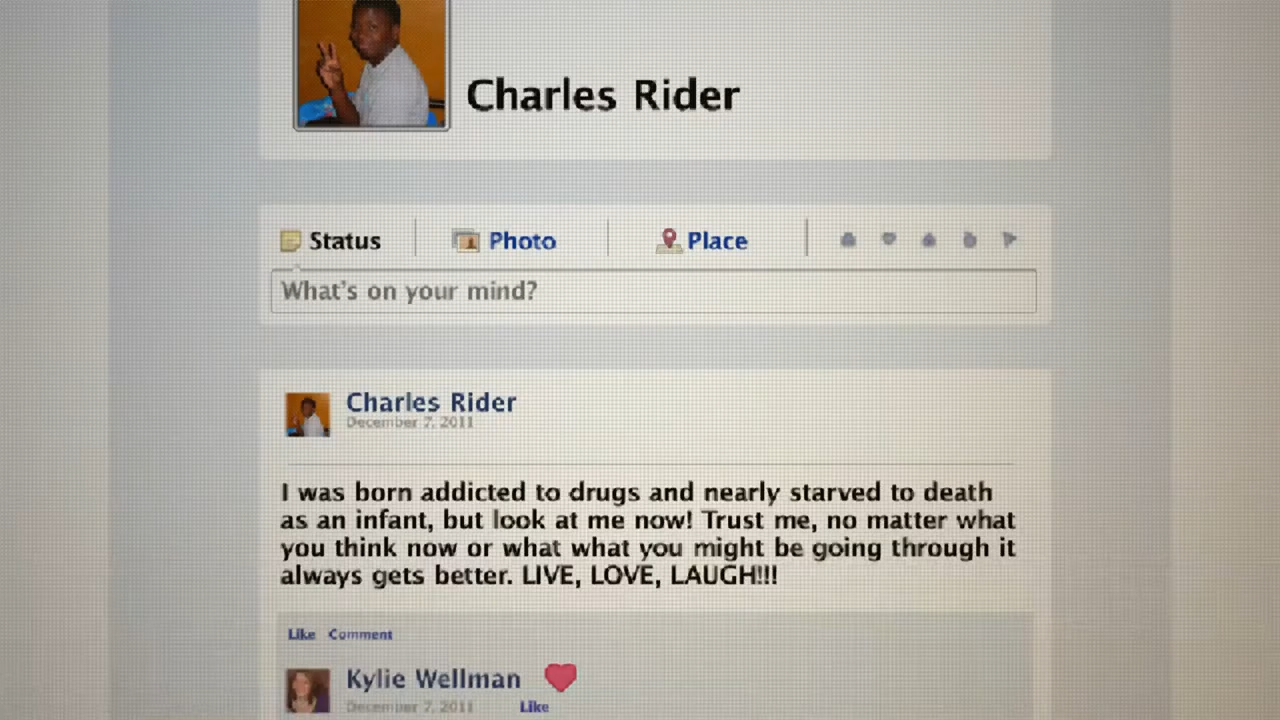 Charles Rider
Status Photo Place
What's on your mind?
Charles Rider
December 7, 2011
I was born addicted to drugs and nearly starved to death
as an infant, but look at me now! Trust me, no matter what
you think now or what what you might be going through it
always gets better. LIVE, LOVE, LAUGH!!!
Like Comment
Kylie Wellman
December 7, 2011 Like